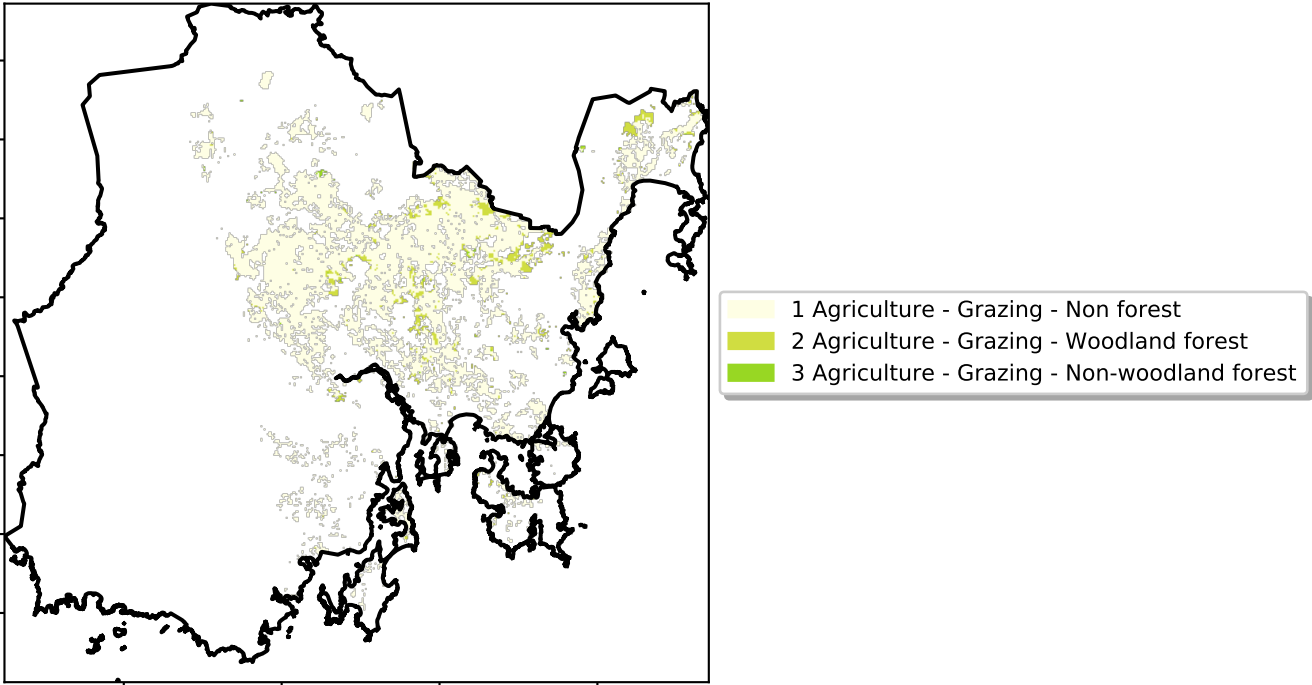 1 Agriculture - Grazing - Non forest
2 Agriculture - Grazing - Woodland forest
3 Agriculture - Grazing - Non-woodland forest